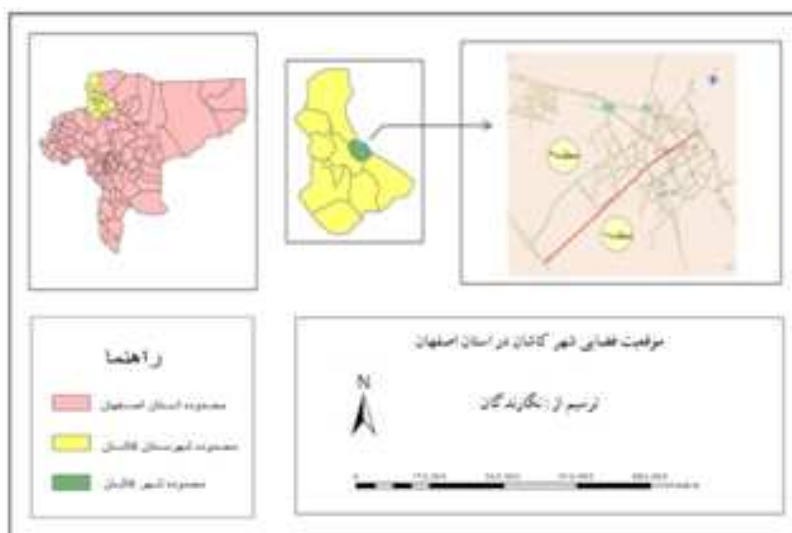 موقعیت فضایی شهر کاشان در استان اصفهان
ترسیم از: نگارندگان
N
0
راهنما
محدوده استان اصفهان
محدوده شهرستان کاشان
محدوده شهر کاشان